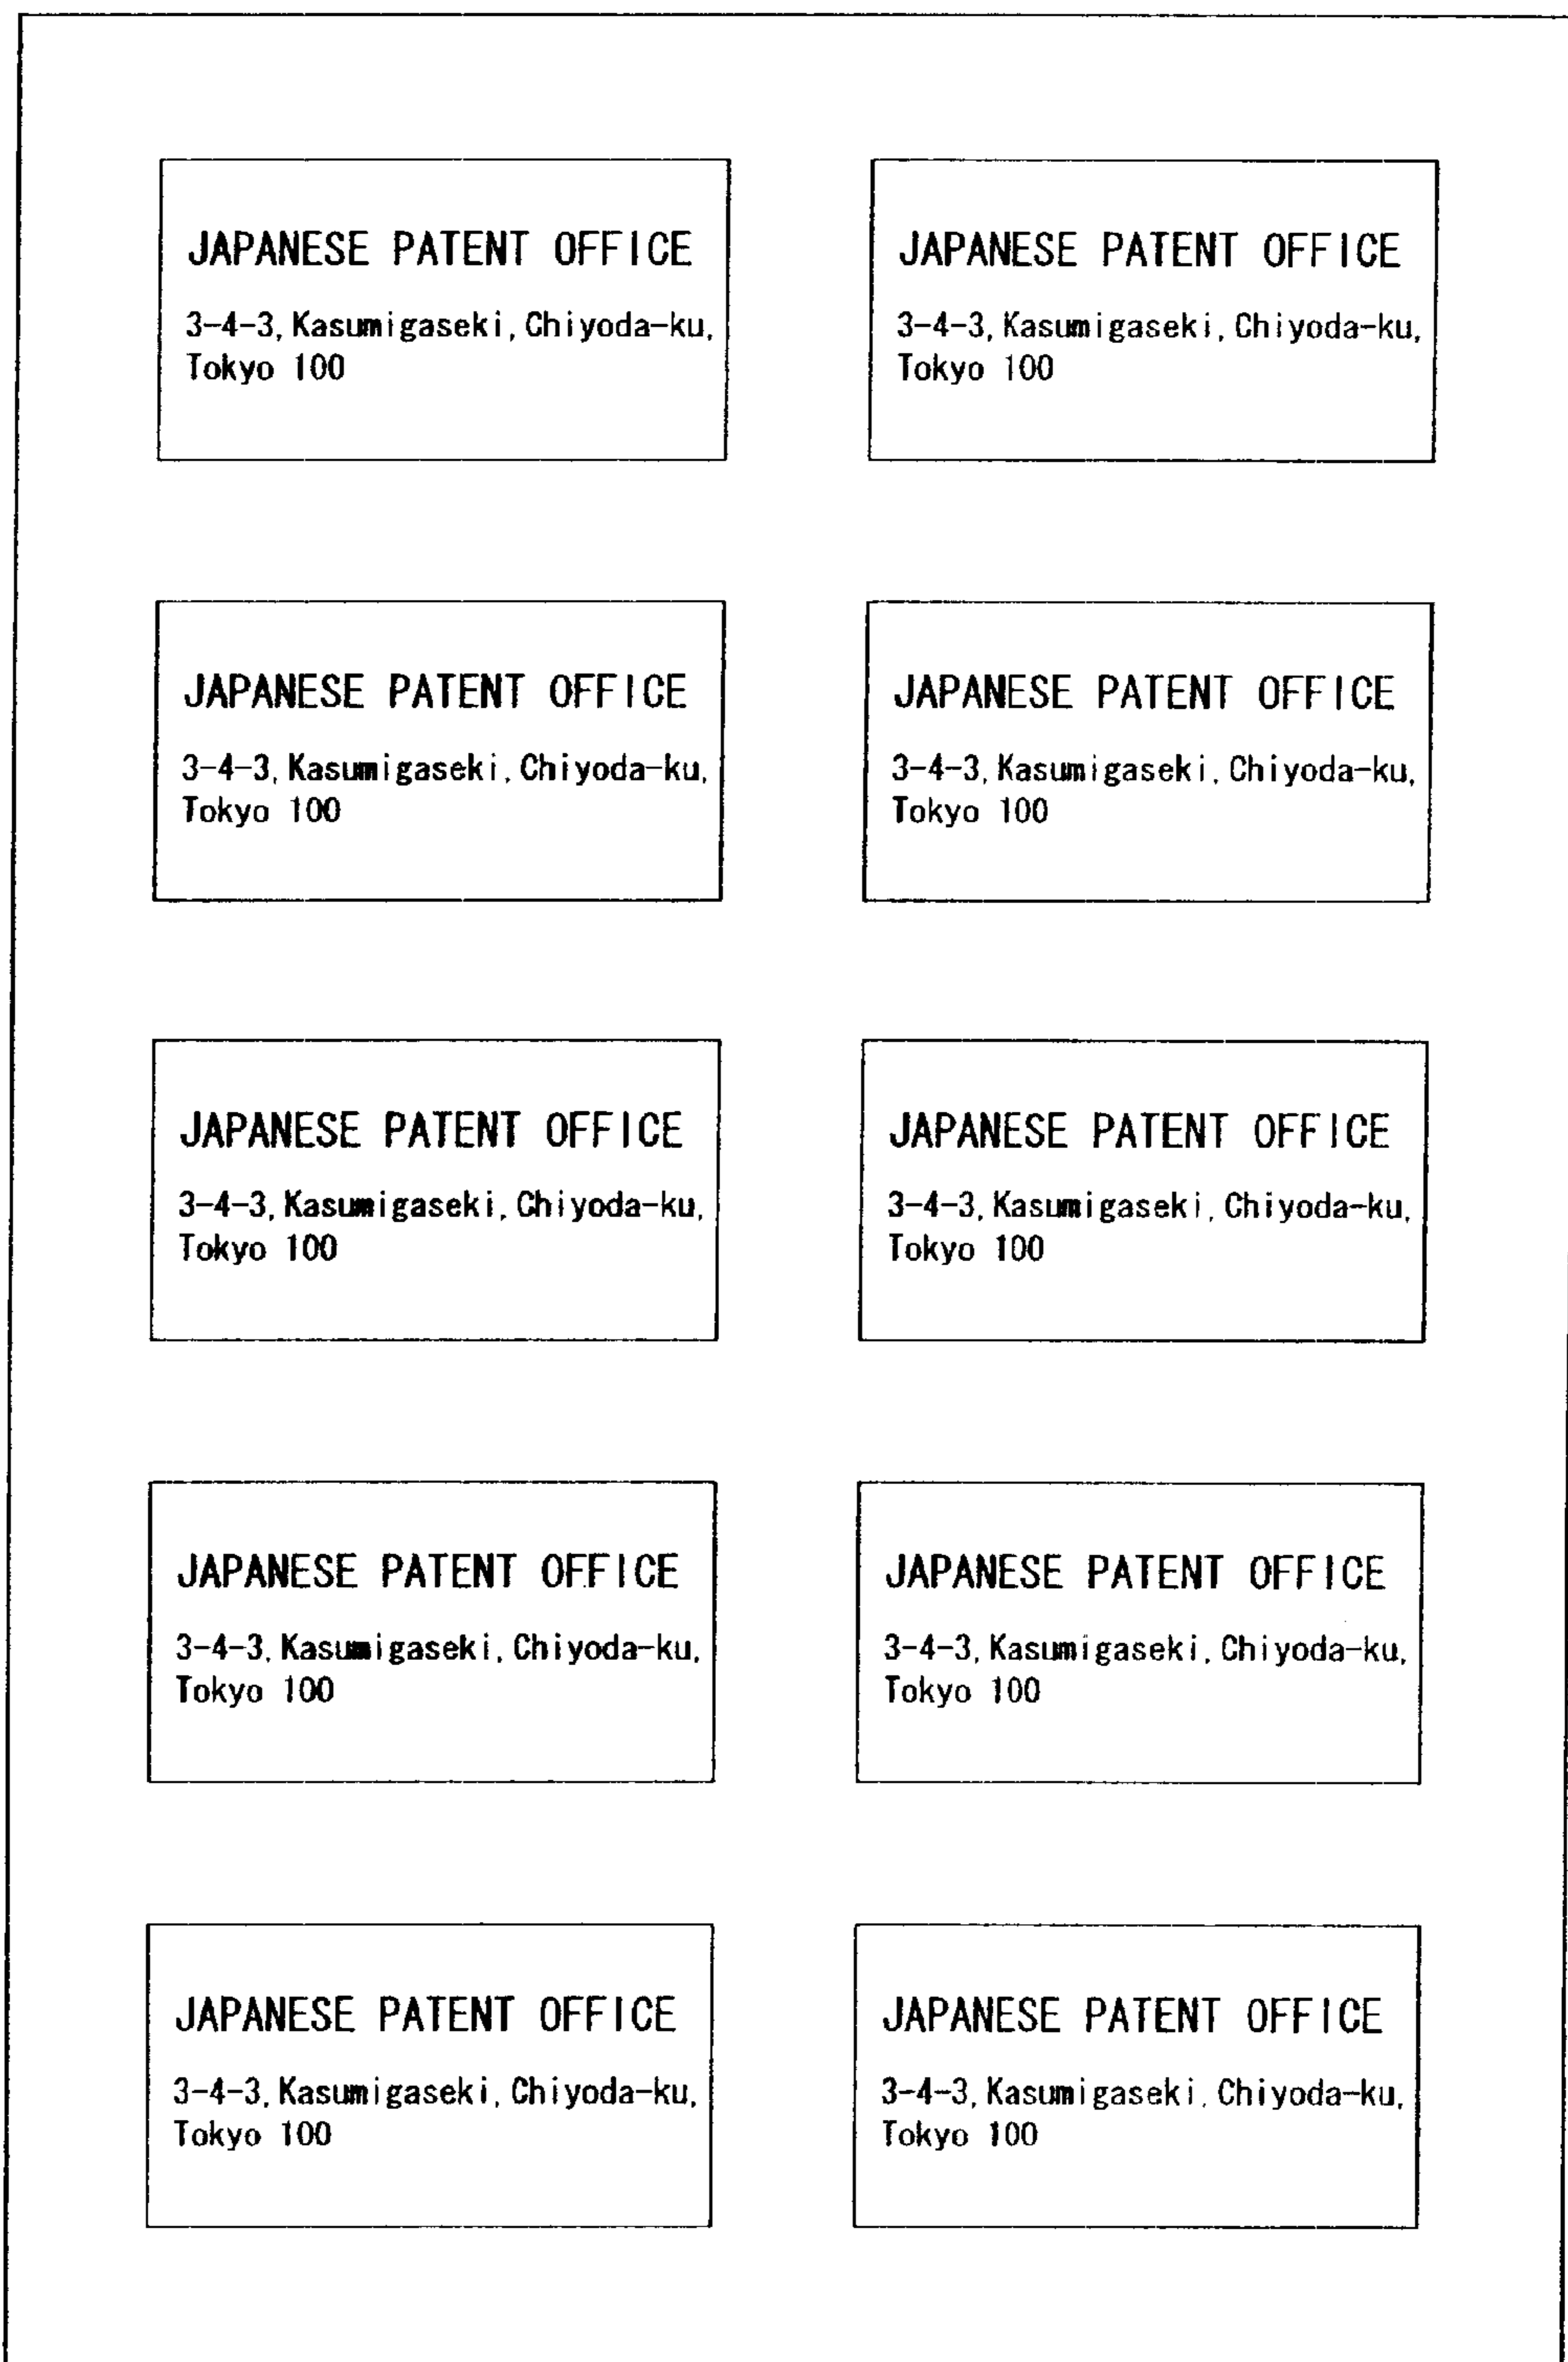 JAPANESE PATENT OFFICE
3-4-3, Kasumigaseki, Chiyoda-ku,
Tokyo 100
JAPANESE PATENT OFFICE
3-4-3, Kasumigaseki, Chiyoda-ku,
Tokyo 100
JAPANESE PATENT OFFICE
3-4-3, Kasumigaseki, Chiyoda-ku,
Tokyo 100
JAPANESE PATENT OFFICE
3-4-3, Kasumigaseki, Chiyoda-ku,
Tokyo 100
JAPANESE PATENT OFFICE
3-4-3, Kasumigaseki, Chiyoda-ku,
Tokyo 100
JAPANESE PATENT OFFICE
3-4-3, Kasumigaseki, Chiyoda-ku,
Tokyo 100
JAPANESE PATENT OFFICE
3-4-3, Kasumigaseki, Chiyoda-ku,
Tokyo 100
JAPANESE PATENT OFFICE
3-4-3, Kasumigaseki, Chiyoda-ku,
Tokyo 100
JAPANESE PATENT OFFICE
3-4-3, Kasumigaseki, Chiyoda-ku,
Tokyo 100
JAPANESE PATENT OFFICE
3-4-3, Kasumigaseki, Chiyoda-ku,
Tokyo 100